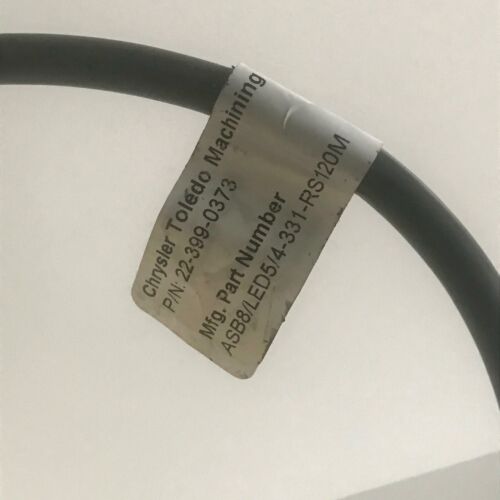 Chrysler Toledo Machining
P/N: 22-399-0373
Mfg. Part Number
ASB8/LED5/4-331-RS120M